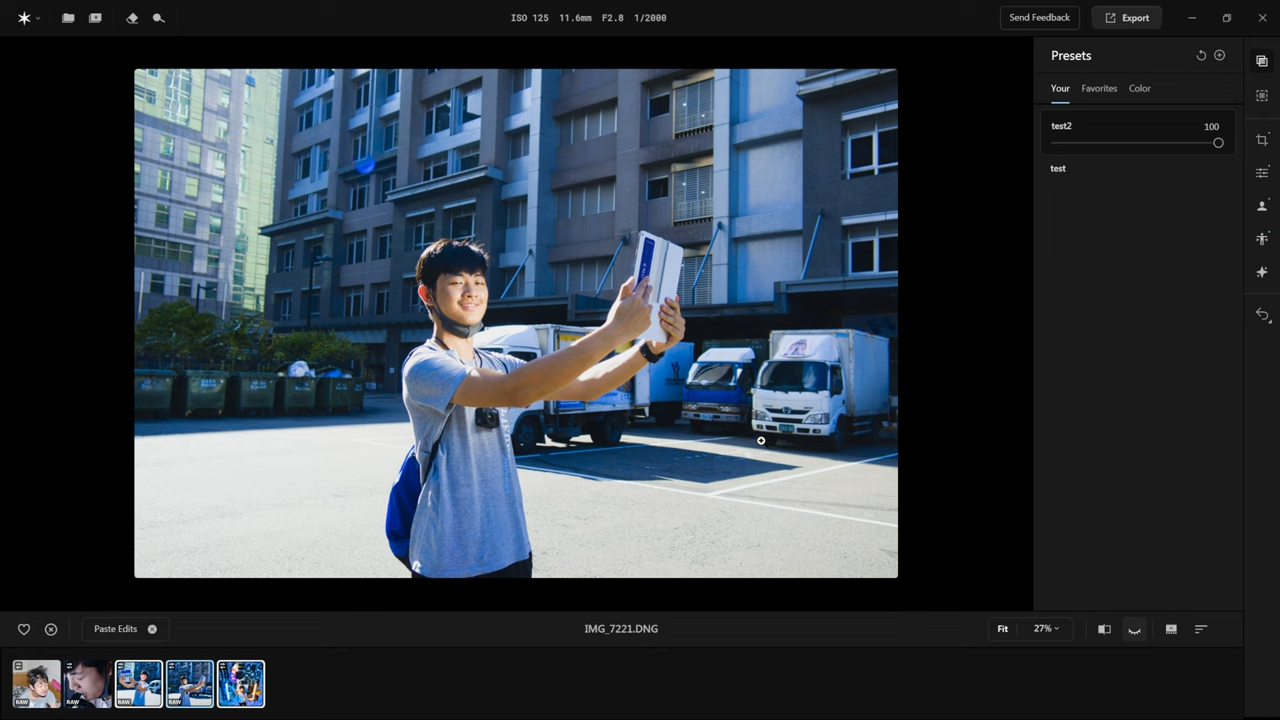 ISO 125 11.6mm F2.8 1/2000
Send Feedback
Export
Presets
Your Favorites Color
test2 100
test
Paste Edits
IMG_7221.DNG
Fit 27%
RAW RAW RAW RAW